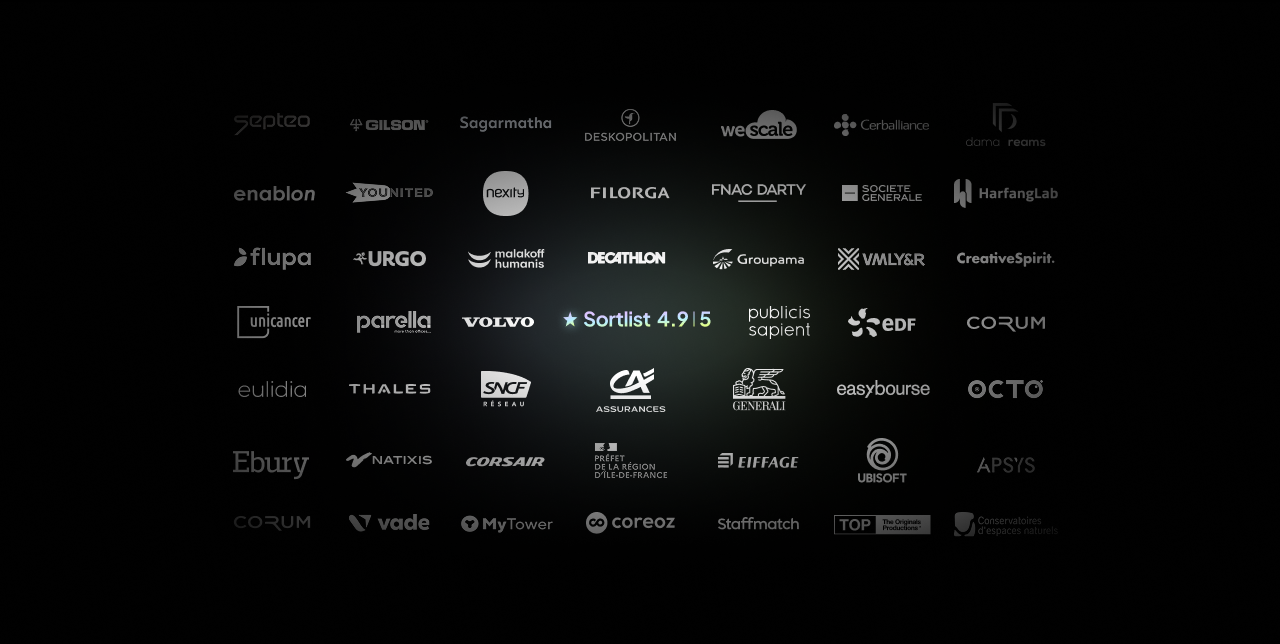 septeo
GILSON
Sagarmatha
DESKOPOLITAN
wescale
Cerballiance
dama reams
enablon
YOUNITED
nexity
FILORGA
FNAC DARTY
SOCIETE
GENERALE
HarfangLab
flupa
URGO
malakoff
humanis
DECATHLON
Groupama
VMLY&R
CreativeSpirit.
unicancer
parella
more than offices...
VOLVO
★ Sortlist 4.9|5
publicis
sapient
eDF
CORUM
eulidia
THALES
SNCF
RÉSEAU
CA
ASSURANCES
GENERALI
easybourse
OCTO
Ebury
NATIXIS
CORSAIR
PRÉFET
DE LA RÉGION
D'ÎLE-DE-FRANCE
EIFFAGE
UBISOFT
APSYS
CORUM
vade
MyTower
coreoz
Staffmatch
TOP
The Originals
Productions
Conservatoires
d'espaces naturels